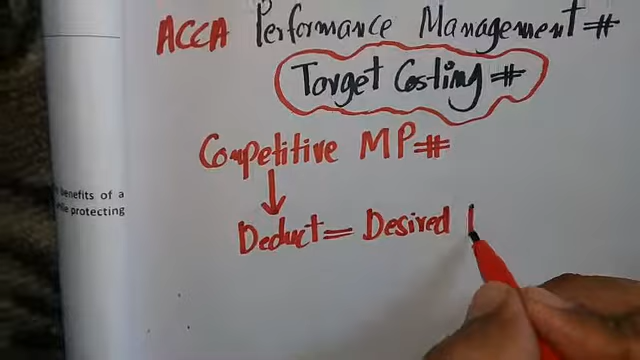 ACCA Performance Management #
Target Costing #
Competitive MP #
benefits of a
protecting
Deduct = Desired